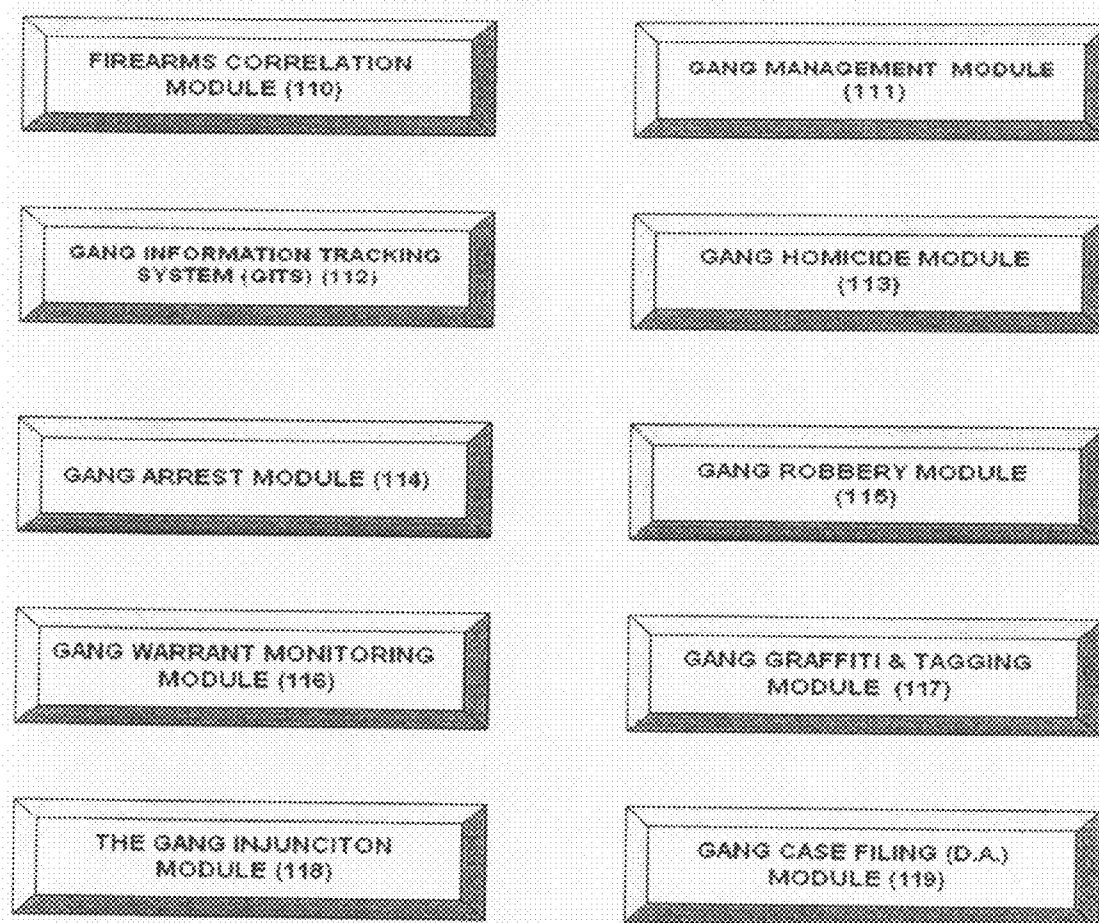 FIREARMS CORRELATION
MODULE (110)
GANG MANAGEMENT MODULE
(111)
GANG INFORMATION TRACKING
SYSTEM (GITS) (112)
GANG HOMICIDE MODULE
(113)
GANG ARREST MODULE (114)
GANG ROBBERY MODULE
(115)
GANG WARRANT MONITORING
MODULE (116)
GANG GRAFFITI & TAGGING
MODULE (117)
THE GANG INJUNCITON
MODULE (118)
GANG CASE FILING (D.A.)
MODULE (119)